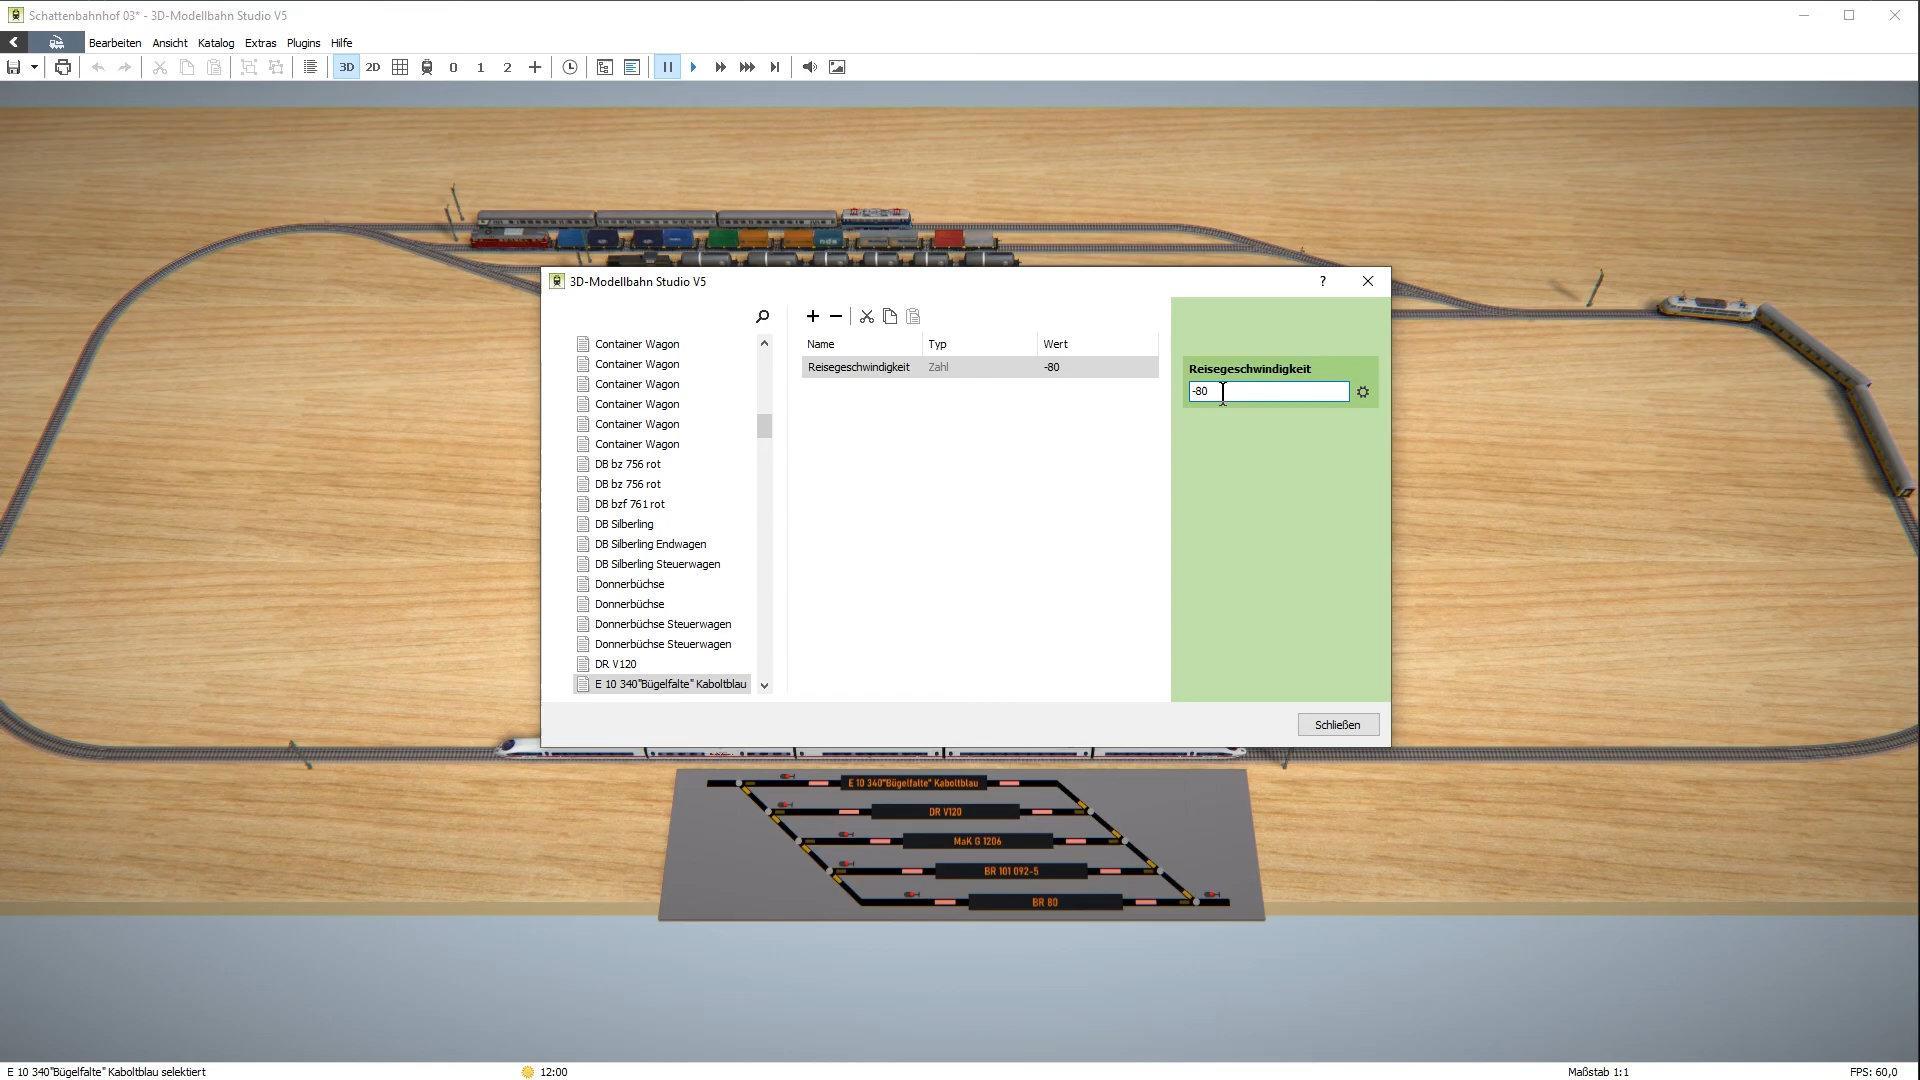 Schattenbahnhof 03* - 3D-Modellbahn Studio V5
Bearbeiten Ansicht Katalog Extras Plugins Hilfe
3D 2D 0 1 2
3D-Modellbahn Studio V5 ?
Container Wagon
Container Wagon
Container Wagon
Container Wagon
Container Wagon
Container Wagon
DB bz 756 rot
DB bz 756 rot
DB bzf 761 rot
DB Silberling
DB Silberling Endwagen
DB Silberling Steuerwagen
Donnerbüchse
Donnerbüchse
Donnerbüchse Steuerwagen
Donnerbüchse Steuerwagen
DR V120
E 10 340"Bügelfalte" Kaboltblau
Name Typ Wert
Reisegeschwindigkeit Zahl -80
Reisegeschwindigkeit
-80
Schließen
E 10 340"Bügelfalte" Kaboltblau
DR V120
MaK G 1206
BR 101 092-5
BR 80
E 10 340"Bügelfalte" Kaboltblau selektiert 12:00 Maßstab 1:1 FPS: 60,0